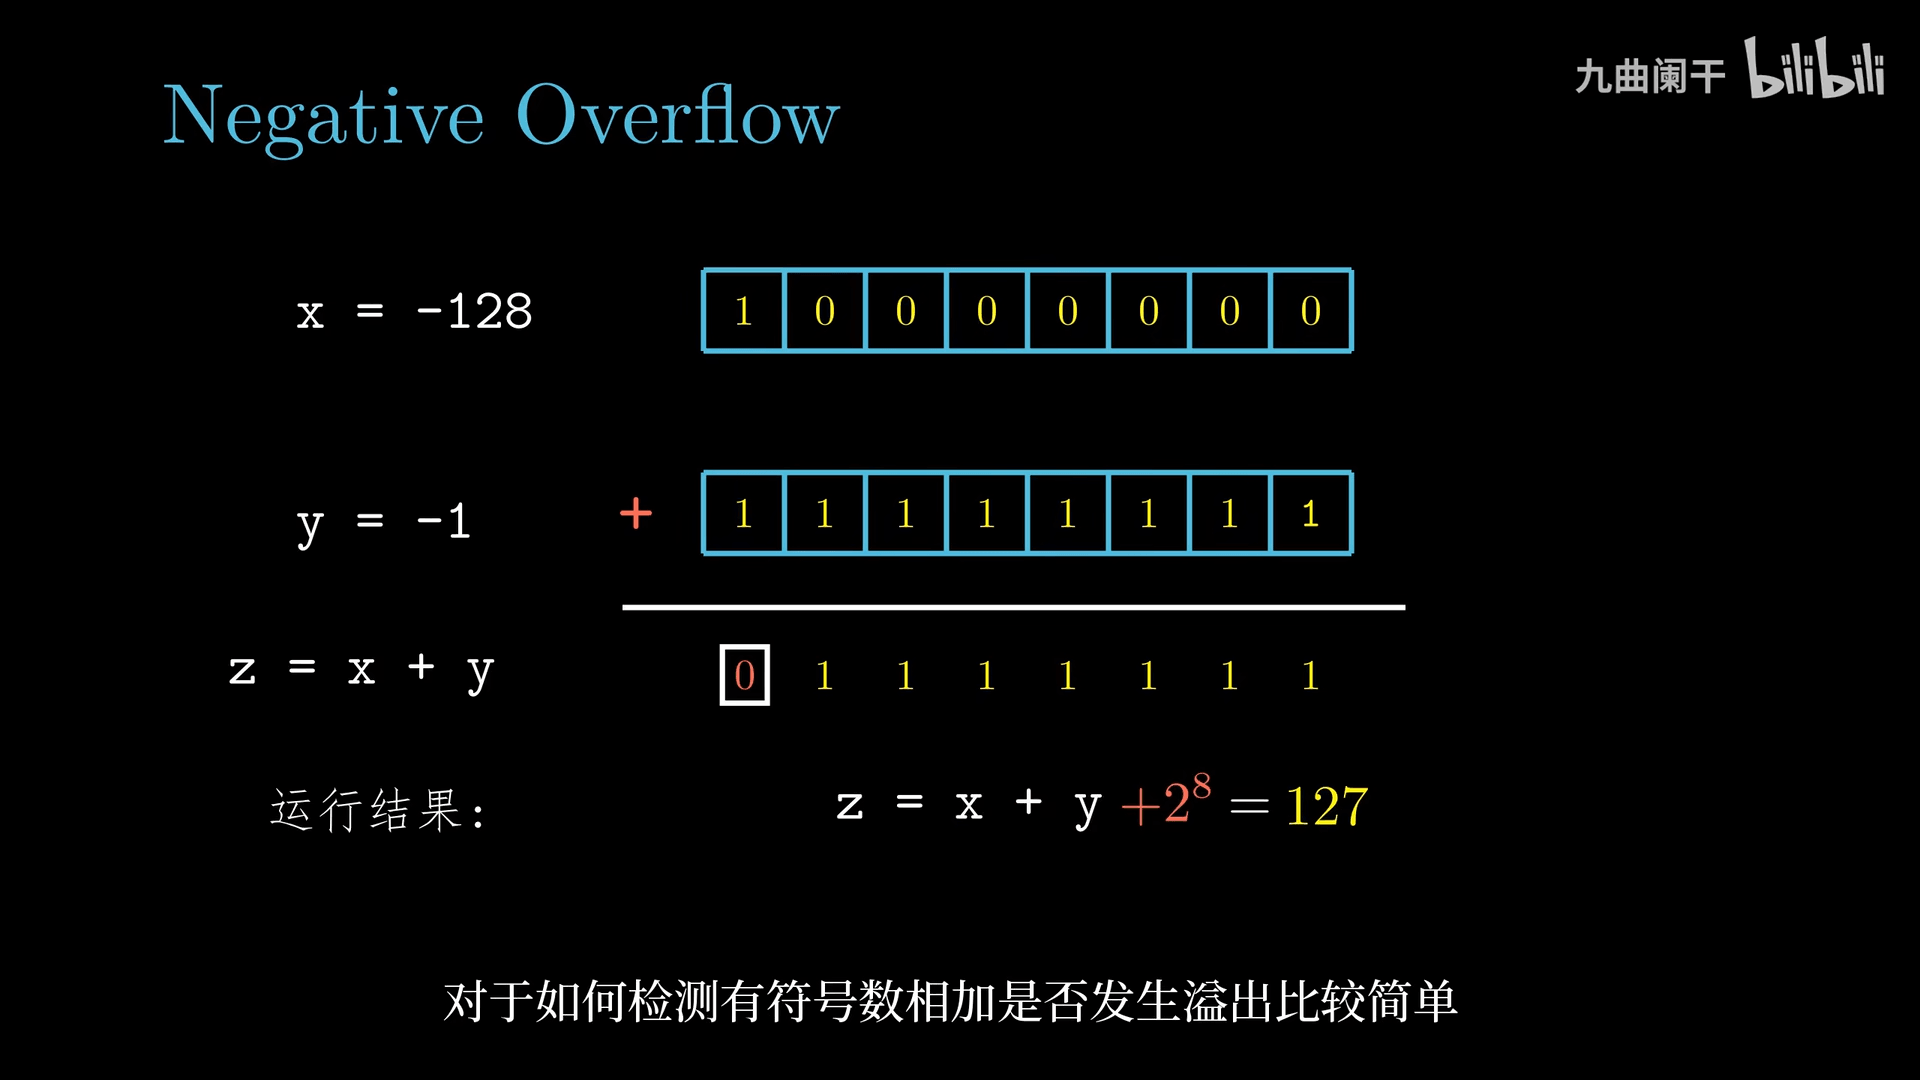 九曲阑干 bilibili
Negative Overflow
x = -128 1 0 0 0 0 0 0 0
y = -1 + 1 1 1 1 1 1 1 1
z = x + y 0 1 1 1 1 1 1 1
运行结果: z = x + y +2⁸ = 127
对于如何检测有符号数相加是否发生溢出比较简单